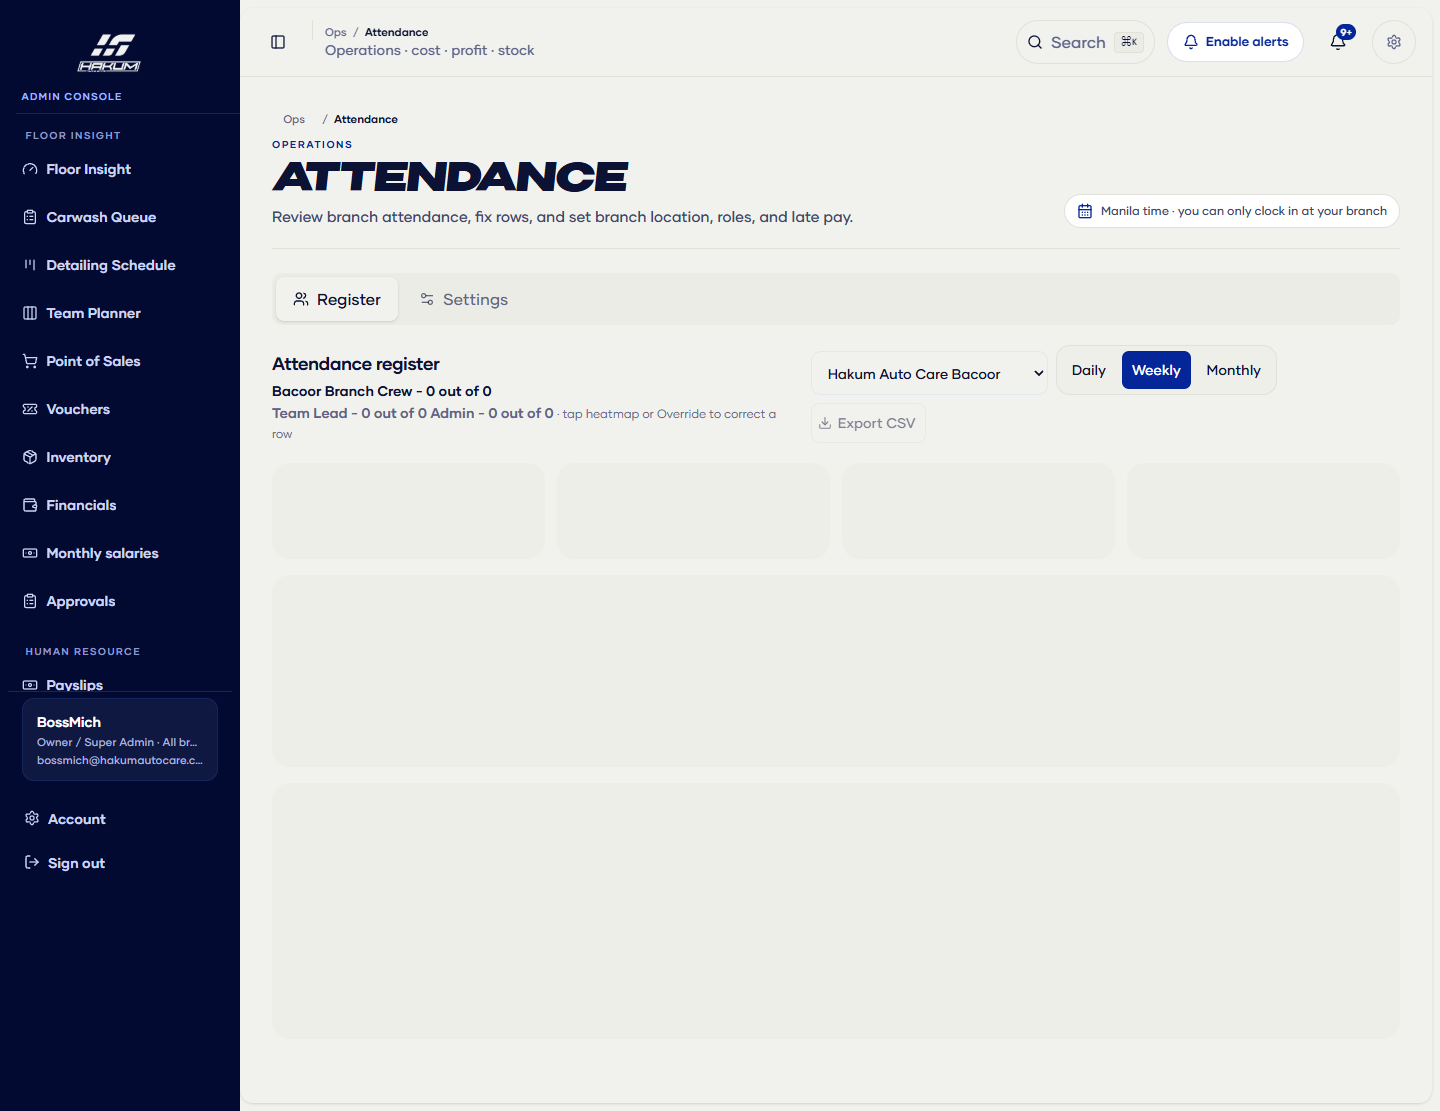 HAKUM
ADMIN CONSOLE
FLOOR INSIGHT
Floor Insight
Carwash Queue
Detailing Schedule
Team Planner
Point of Sales
Vouchers
Inventory
Financials
Monthly salaries
Approvals
HUMAN RESOURCE
Payslips
BossMich
Owner / Super Admin · All br...
bossmich@hakumautocare.c...
Account
Sign out
Ops / Attendance
Operations · cost · profit · stock
Search ⌘K
Enable alerts
9+
Ops / Attendance
OPERATIONS
ATTENDANCE
Review branch attendance, fix rows, and set branch location, roles, and late pay.
Manila time · you can only clock in at your branch
Register
Settings
Attendance register
Bacoor Branch Crew - 0 out of 0
Team Lead - 0 out of 0 Admin - 0 out of 0 · tap heatmap or Override to correct a
row
Hakum Auto Care Bacoor
Daily Weekly Monthly
Export CSV